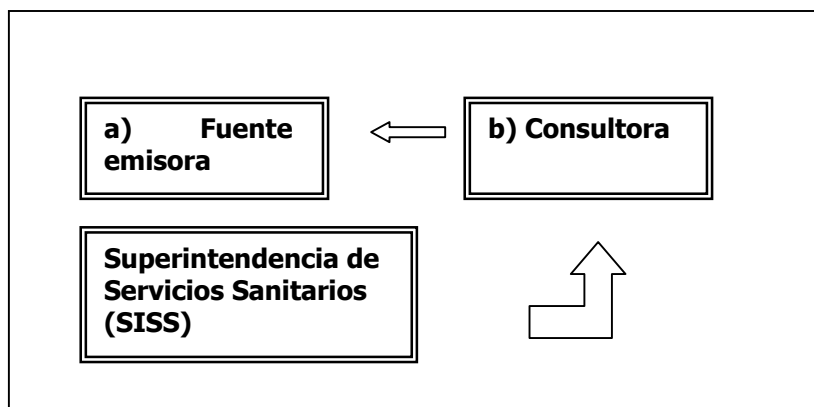 a) Fuente
emisora
b) Consultora
Superintendencia de
Servicios Sanitarios
(SISS)